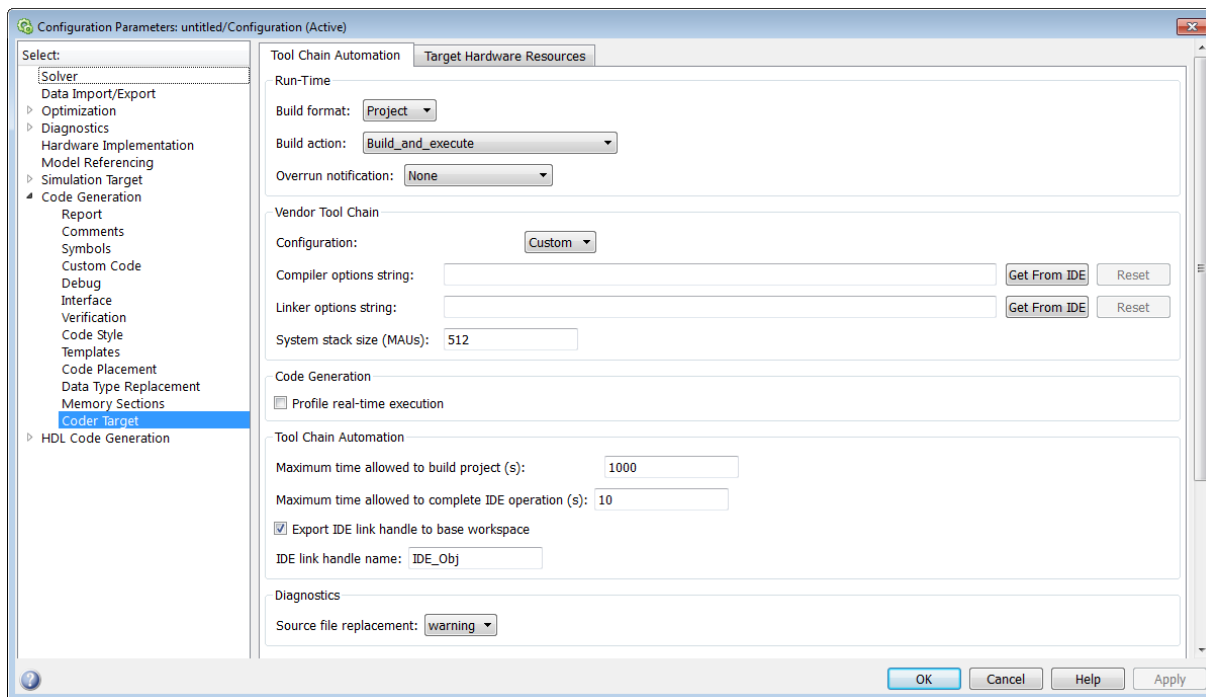 Configuration Parameters: untitled/Configuration (Active)
Select:
Solver
Data Import/Export
Optimization
Diagnostics
Hardware Implementation
Model Referencing
Simulation Target
Code Generation
Report
Comments
Symbols
Custom Code
Debug
Interface
Verification
Code Style
Templates
Code Placement
Data Type Replacement
Memory Sections
Coder Target
HDL Code Generation
Tool Chain Automation Target Hardware Resources
Run-Time
Build format: Project
Build action: Build_and_execute
Overrun notification: None
Vendor Tool Chain
Configuration: Custom
Compiler options string: Get From IDE Reset
Linker options string: Get From IDE Reset
System stack size (MAUs): 512
Code Generation
Profile real-time execution
Tool Chain Automation
Maximum time allowed to build project (s): 1000
Maximum time allowed to complete IDE operation (s): 10
Export IDE link handle to base workspace
IDE link handle name: IDE_Obj
Diagnostics
Source file replacement: warning
OK Cancel Help Apply